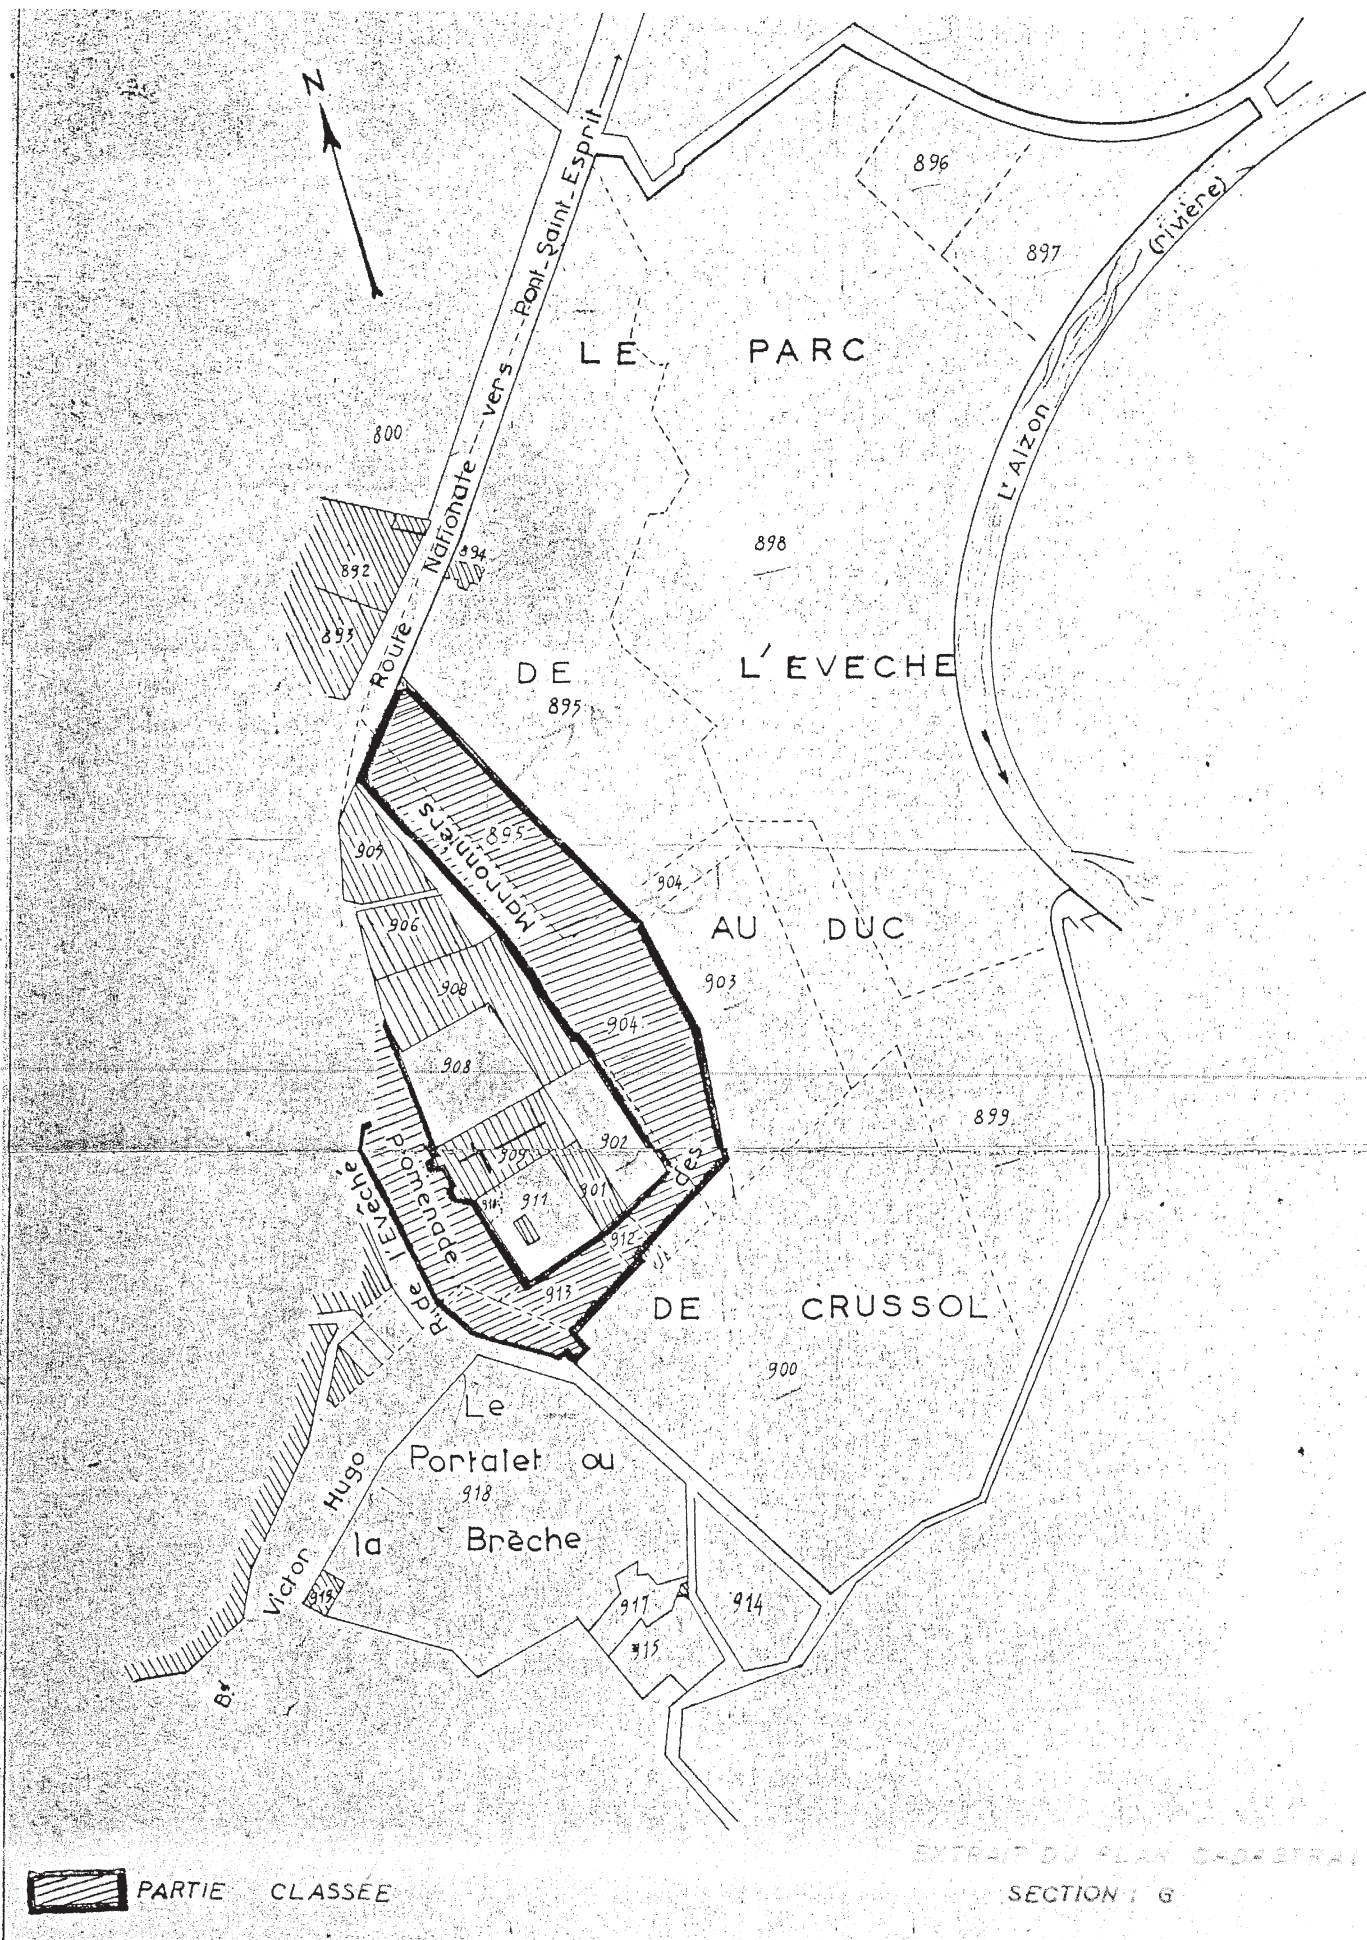 N
Route Nationale vers Pont-Saint-Esprit
896
897
(rivière)
LE PARC
L'Alzon
800
892
893
894
898
DE L'EVECHE
895
895
Marronniers
905
904
AU DUC
906
903
908
904
908
899
902
909
des
Promenade
R. de l'Evêché
911
901
912
913
DE CRUSSOL
900
Le
Portalet ou
918
la Brèche
Bd Victor Hugo
919
917
914
915
EXTRAIT DU PLAN CADASTRAL
PARTIE CLASSÉE
SECTION : G